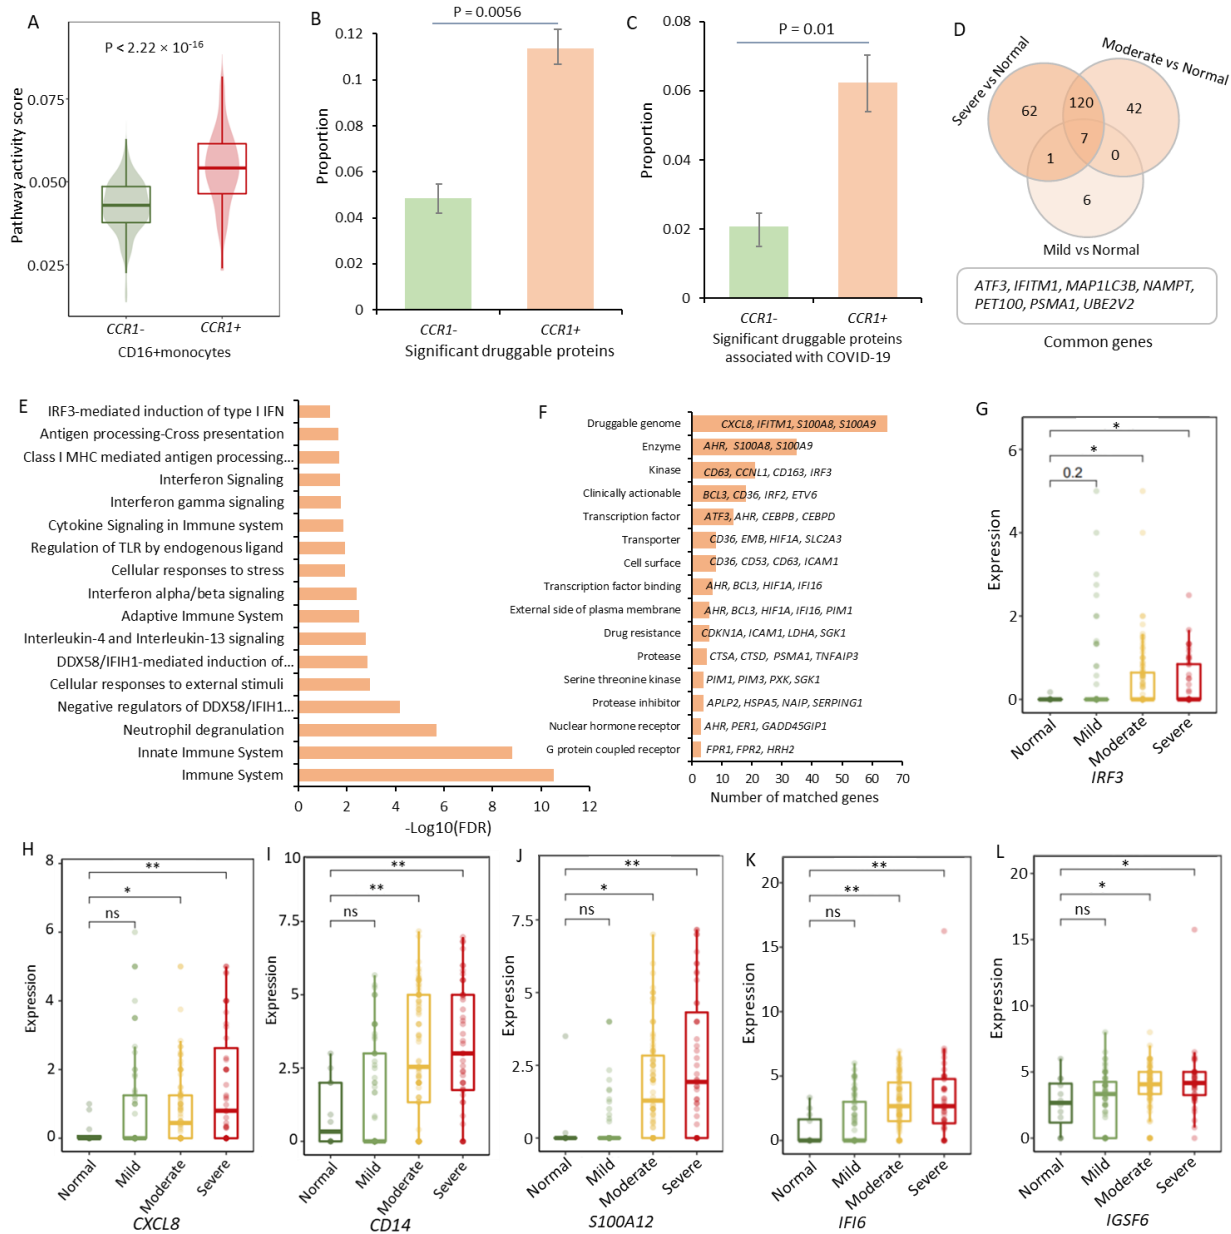 A
P < 2.22 × 10-16
Pathway activity score
0.075
0.050
0.025
CCR1-
CCR1+
CD16+monocytes
B
P = 0.0056
Proportion
0.12
0.1
0.08
0.06
0.04
0.02
0
CCR1-
CCR1+
Significant druggable proteins
C
P = 0.01
Proportion
0.08
0.06
0.04
0.02
0
CCR1-
CCR1+
Significant druggable proteins
associated with COVID-19
D
Severe vs Normal
Moderate vs Normal
62
120
42
7
1
0
6
Mild vs Normal
ATF3, IFITM1, MAP1LC3B, NAMPT,
PET100, PSMA1, UBE2V2
Common genes
E
IRF3-mediated induction of type I IFN
Antigen processing-Cross presentation
Class I MHC mediated antigen processing...
Interferon Signaling
Interferon gamma signaling
Cytokine Signaling in Immune system
Regulation of TLR by endogenous ligand
Cellular responses to stress
Interferon alpha/beta signaling
Adaptive Immune System
Interleukin-4 and Interleukin-13 signaling
DDX58/IFIH1-mediated induction of...
Cellular responses to external stimuli
Negative regulators of DDX58/IFIH1...
Neutrophil degranulation
Innate Immune System
Immune System
0 2 4 6 8 10 12
-Log10(FDR)
F
Druggable genome CXCL8, IFITM1, S100A8, S100A9
Enzyme AHR, S100A8, S100A9
Kinase CD63, CCNL1, CD163, IRF3
Clinically actionable BCL3, CD36, IRF2, ETV6
Transcription factor ATF3, AHR, CEBPB, CEBPD
Transporter CD36, EMB, HIF1A, SLC2A3
Cell surface CD36, CD53, CD63, ICAM1
Transcription factor binding AHR, BCL3, HIF1A, IFI16
External side of plasma membrane AHR, BCL3, HIF1A, IFI16, PIM1
Drug resistance CDKN1A, ICAM1, LDHA, SGK1
Protease CTSA, CTSD, PSMA1, TNFAIP3
Serine threonine kinase PIM1, PIM3, PXK, SGK1
Protease inhibitor APLP2, HSPA5, NAIP, SERPING1
Nuclear hormone receptor AHR, PER1, GADD45GIP1
G protein coupled receptor FPR1, FPR2, HRH2
0 10 20 30 40 50 60 70
Number of matched genes
G
*
*
0.2
Expression
6
4
2
0
Normal
Mild
Moderate
Severe
IRF3
H
**
*
ns
Expression
8
6
4
2
0
Normal
Mild
Moderate
Severe
CXCL8
I
**
**
ns
Expression
10
7.5
5
2.5
0
Normal
Mild
Moderate
Severe
CD14
J
**
*
ns
Expression
7.5
5
2.5
0
Normal
Mild
Moderate
Severe
S100A12
K
**
**
ns
Expression
20
15
10
5
0
Normal
Mild
Moderate
Severe
IFI6
L
*
*
ns
Expression
20
15
10
5
0
Normal
Mild
Moderate
Severe
IGSF6